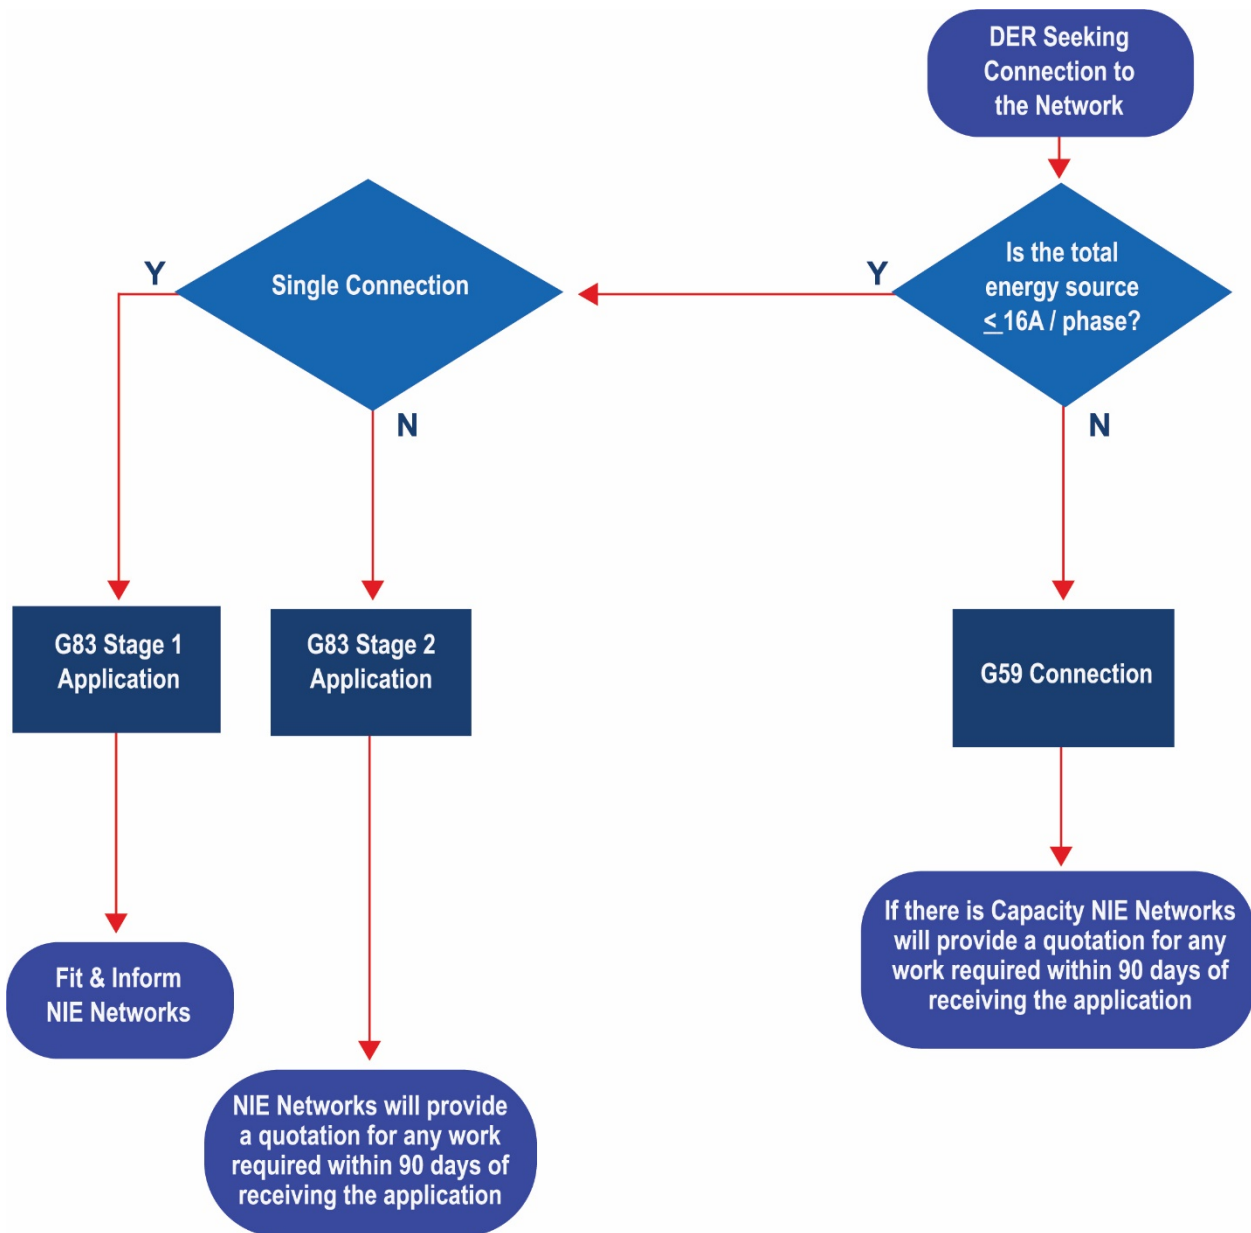 DER Seeking
Connection to
the Network
Is the total
energy source
≤ 16A / phase?
Y
N
Single Connection
Y
N
G83 Stage 1
Application
G83 Stage 2
Application
G59 Connection
Fit & Inform
NIE Networks
NIE Networks will provide
a quotation for any work
required within 90 days of
receiving the application
If there is Capacity NIE Networks
will provide a quotation for any
work required within 90 days of
receiving the application